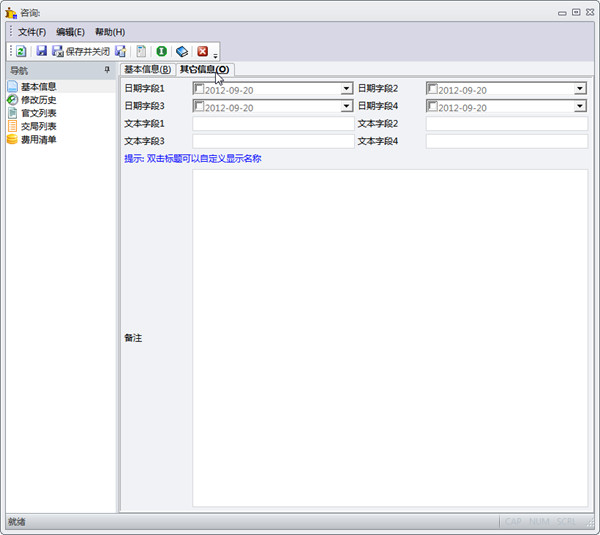 咨询:
文件(F) 编辑(E) 帮助(H)
保存并关闭
导航
基本信息
修改历史
官文列表
交局列表
费用清单
基本信息(B) 其它信息(O)
日期字段1 2012-09-20 日期字段2 2012-09-20
日期字段3 2012-09-20 日期字段4 2012-09-20
文本字段1 文本字段2
文本字段3 文本字段4
提示: 双击标题可以自定义显示名称
备注
就绪 CAP NUM SCRL